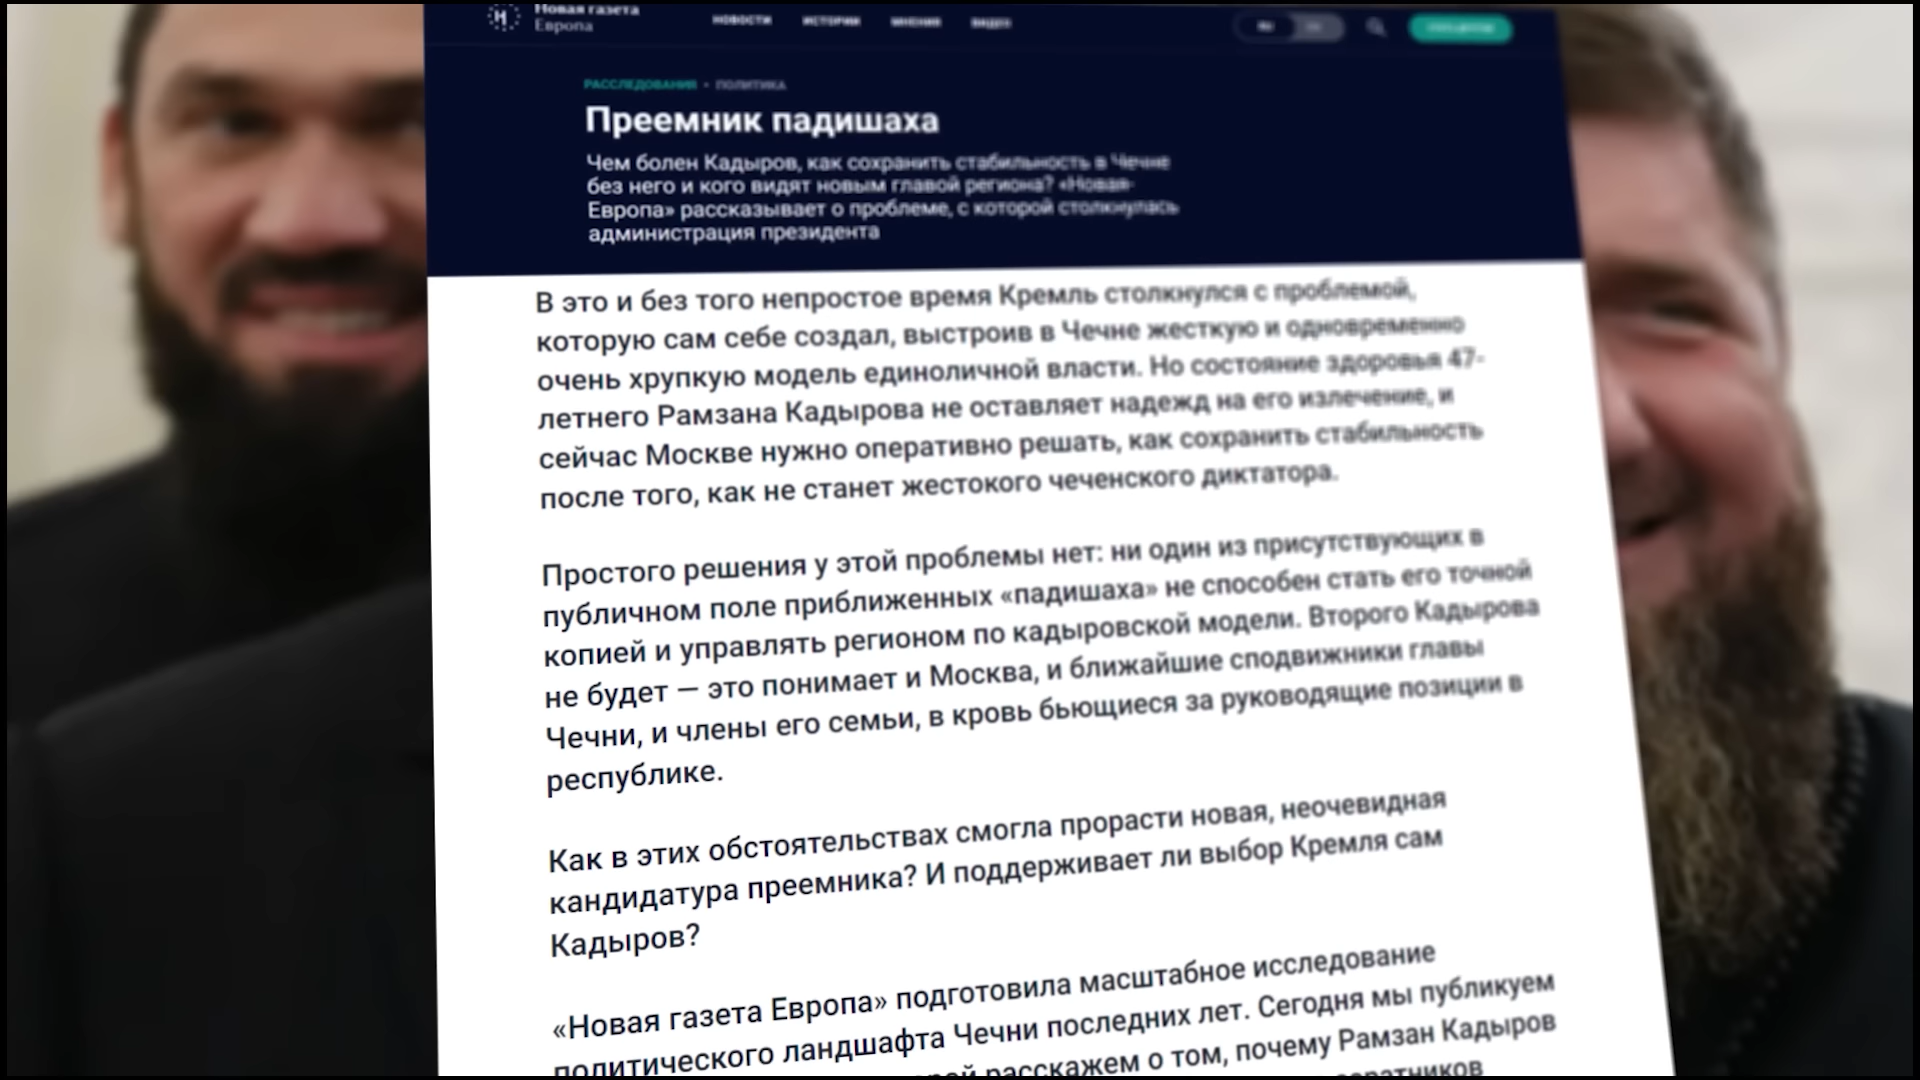 Новая газета
Европа
НОВОСТИ ИСТОРИИ МНЕНИЯ ВИДЕО
РАССЛЕДОВАНИЯ · ПОЛИТИКА
Преемник падишаха
Чем болен Кадыров, как сохранить стабильность в Чечне
без него и кого видят новым главой региона? «Новая-
Европа» рассказывает о проблеме, с которой столкнулась
администрация президента
В это и без того непростое время Кремль столкнулся с проблемой,
которую сам себе создал, выстроив в Чечне жесткую и одновременно
очень хрупкую модель единоличной власти. Но состояние здоровья 47-
летнего Рамзана Кадырова не оставляет надежд на его излечение, и
сейчас Москве нужно оперативно решать, как сохранить стабильность
после того, как не станет жестокого чеченского диктатора.
Простого решения у этой проблемы нет: ни один из присутствующих в
публичном поле приближенных «падишаха» не способен стать его точной
копией и управлять регионом по кадыровской модели. Второго Кадырова
не будет — это понимает и Москва, и ближайшие сподвижники главы
Чечни, и члены его семьи, в кровь бьющиеся за руководящие позиции в
республике.
Как в этих обстоятельствах смогла прорасти новая, неочевидная
кандидатура преемника? И поддерживает ли выбор Кремля сам
Кадыров?
«Новая газета Европа» подготовила масштабное исследование
политического ландшафта Чечни последних лет. Сегодня мы публикуем
расскажем о том, почему Рамзан Кадыров